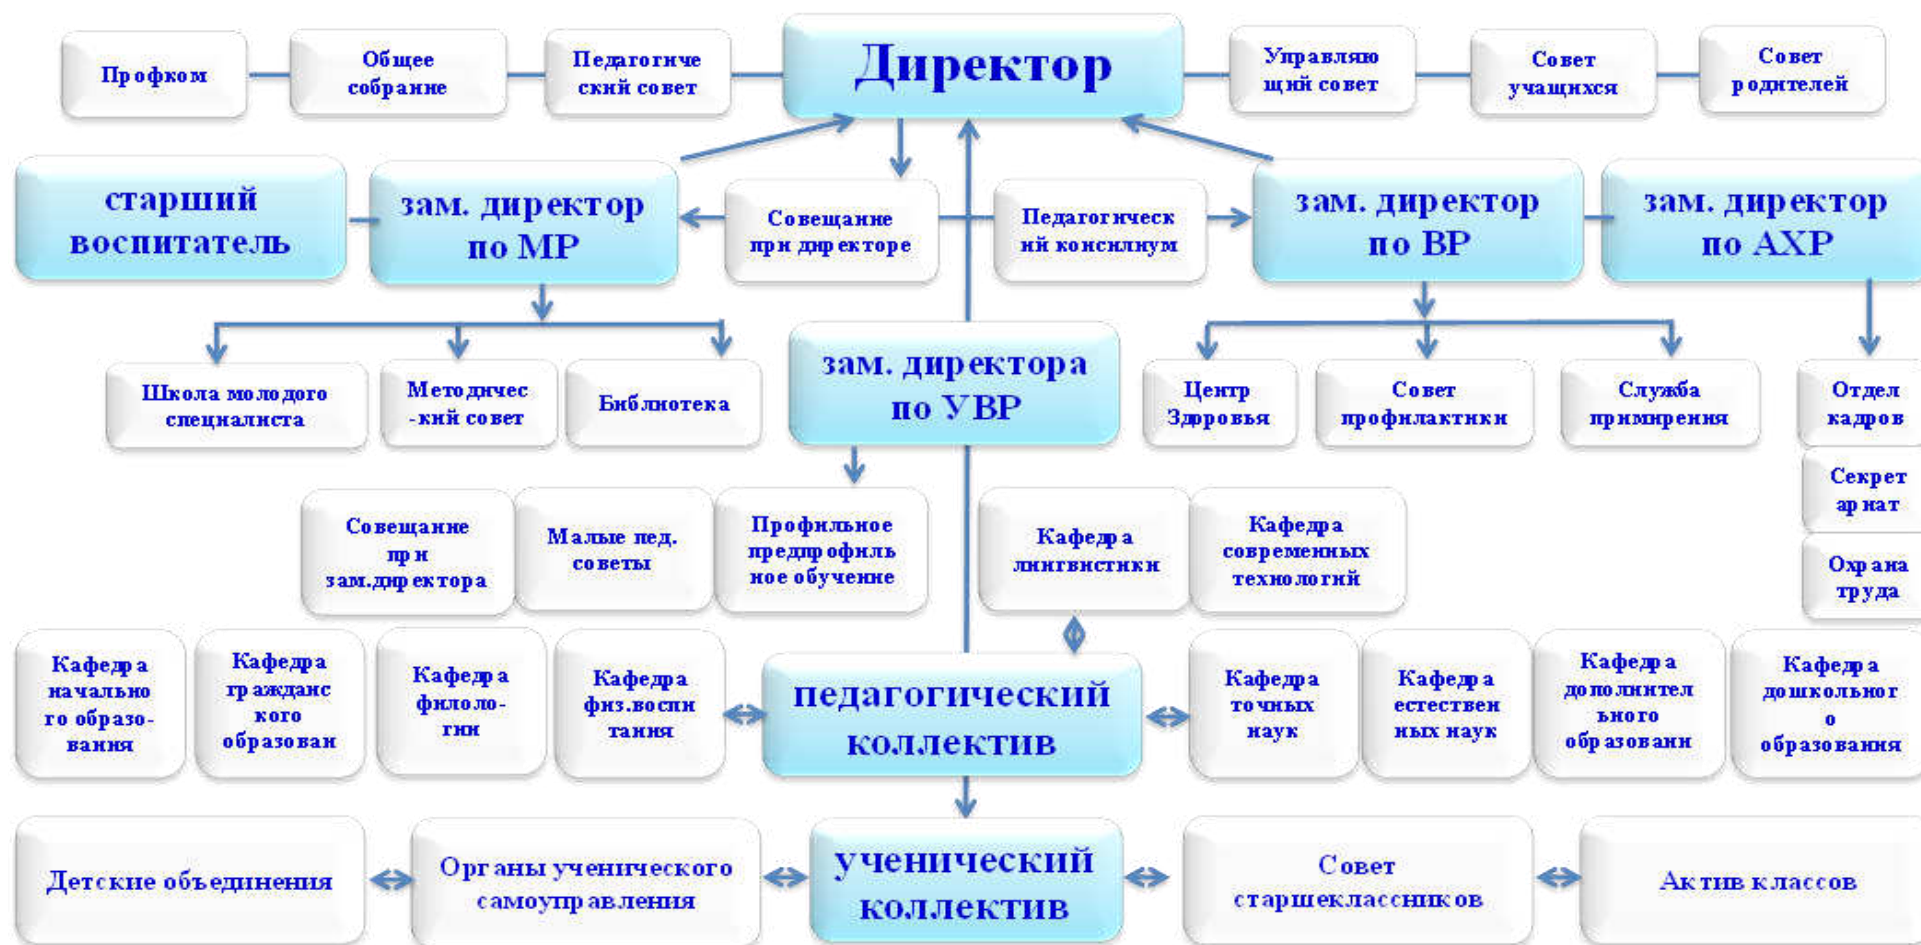 Профком
Общее
собрание
Педагогиче
ский совет
Директор
Управляю
щий совет
Совет
учащихся
Совет
родителей
старший
воспитатель
зам. директор
по МР
Совещание
при директоре
Педагогическ
ий консилиум
зам. директор
по ВР
зам. директор
по АХР
Школа молодого
специалиста
Методичес
-кий совет
Библиотека
зам. директора
по УВР
Центр
Здоровья
Совет
профилактики
Служба
примирения
Отдел
кадров
Секрет
ариат
Охрана
труда
Совещание
при
зам.директора
Малые пед.
советы
Профильное
предпрофиль
ное обучение
Кафедра
лингвистики
Кафедра
современных
технологий
Кафедра
начально
го образо-
вания
Кафедра
гражданс
кого
образован
Кафедра
филоло-
гии
Кафедра
физ.воспи
тания
педагогический
коллектив
Кафедра
точных
наук
Кафедра
естествен
ных наук
Кафедра
дополнител
ьного
образовани
Кафедра
дошкольног
о
образования
Детские объединения
Органы ученического
самоуправления
ученический
коллектив
Совет
старшеклассников
Актив классов